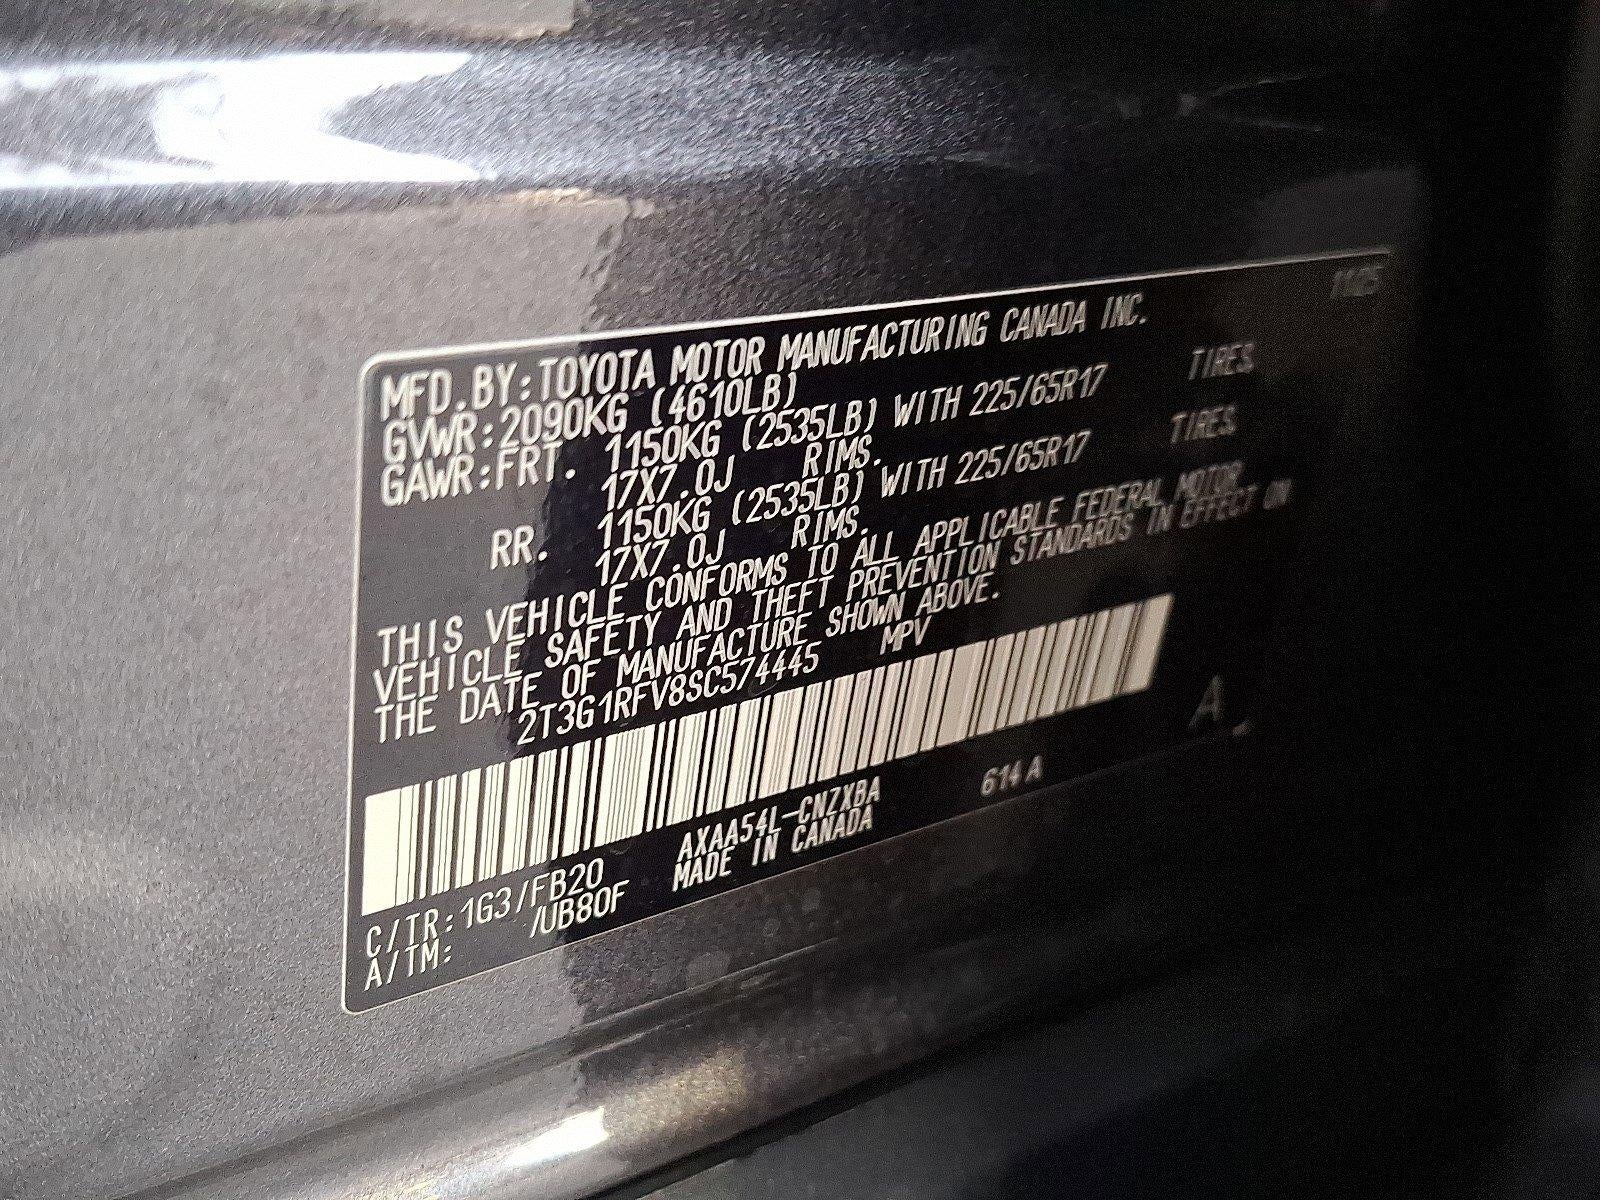 11/25
MFD.BY:TOYOTA MOTOR MANUFACTURING CANADA INC.
GVWR:2090KG (4610LB)
GAWR:FRT. 1150KG (2535LB) WITH 225/65R17 TIRES
17X7.0J RIMS.
RR. 1150KG (2535LB) WITH 225/65R17 TIRES
17X7.0J RIMS.
THIS VEHICLE CONFORMS TO ALL APPLICABLE FEDERAL MOTOR
VEHICLE SAFETY AND THEFT PREVENTION STANDARDS IN EFFECT ON
THE DATE OF MANUFACTURE SHOWN ABOVE.
2T3G1RFV8SC574445 MPV
A
C/TR:1G3/FB20 AXAA54L-CNZXBA 614A
A/TM: /UB80F MADE IN CANADA